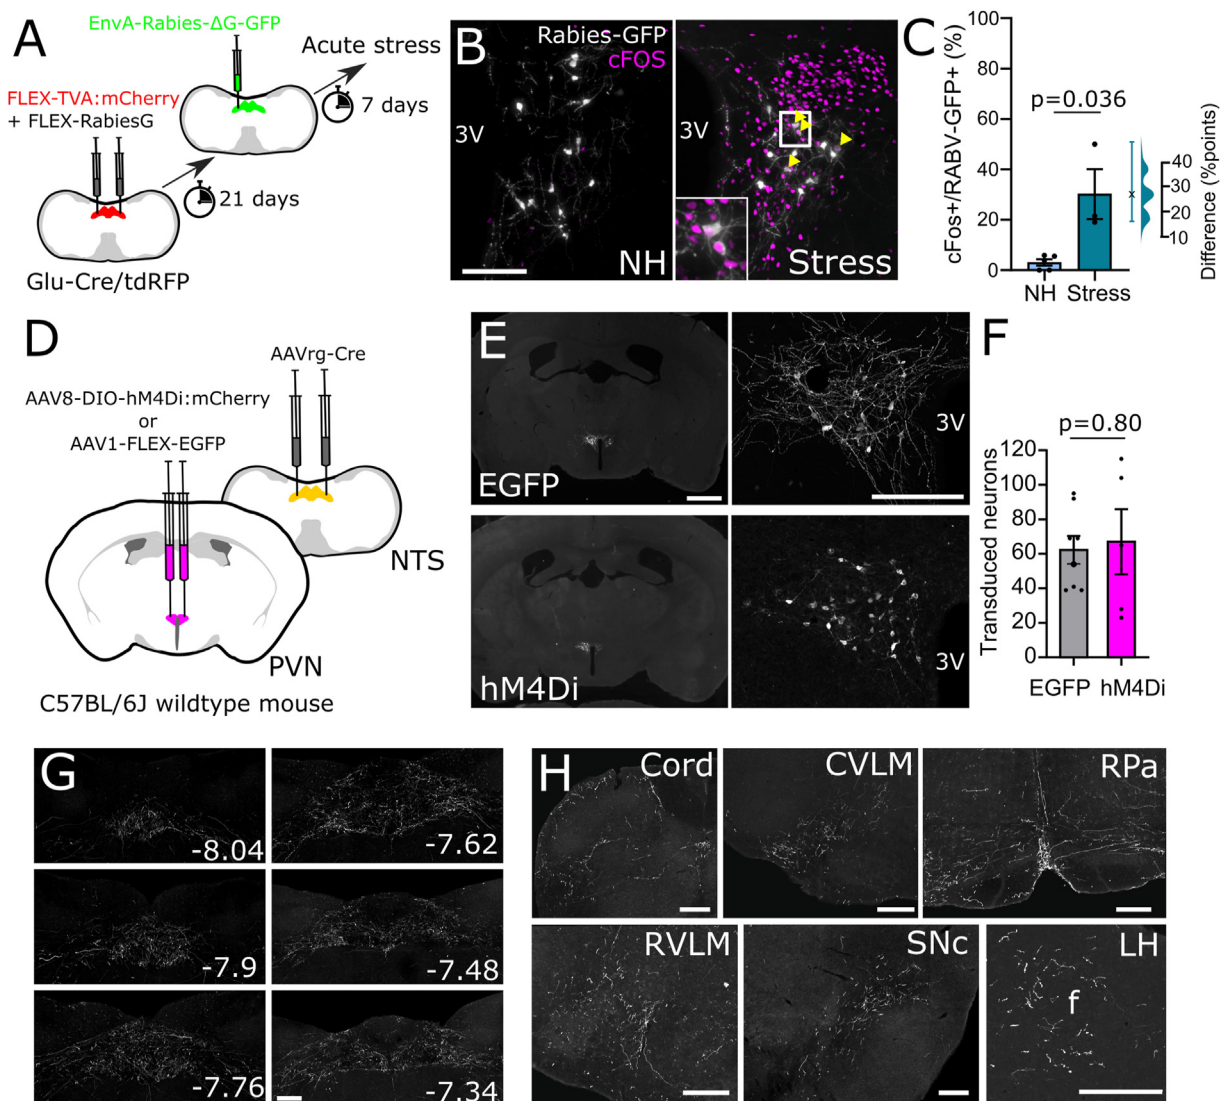 A
EnvA-Rabies-ΔG-GFP
Acute stress
7 days
FLEX-TVA:mCherry
+ FLEX-RabiesG
21 days
Glu-Cre/tdRFP
B
Rabies-GFP
cFOS
3V
NH
3V
Stress
C
cFos+/RABV-GFP+ (%)
100
80
60
40
20
0
p=0.036
NH
Stress
40
30
20
10
Difference (%points)
D
AAVrg-Cre
AAV8-DIO-hM4Di:mCherry
or
AAV1-FLEX-EGFP
NTS
PVN
C57BL/6J wildtype mouse
E
EGFP
3V
hM4Di
3V
F
p=0.80
Transduced neurons
120
100
80
60
40
20
0
EGFP
hM4Di
G
-8.04
-7.62
-7.9
-7.48
-7.76
-7.34
H
Cord
CVLM
RPa
RVLM
SNc
LH
f